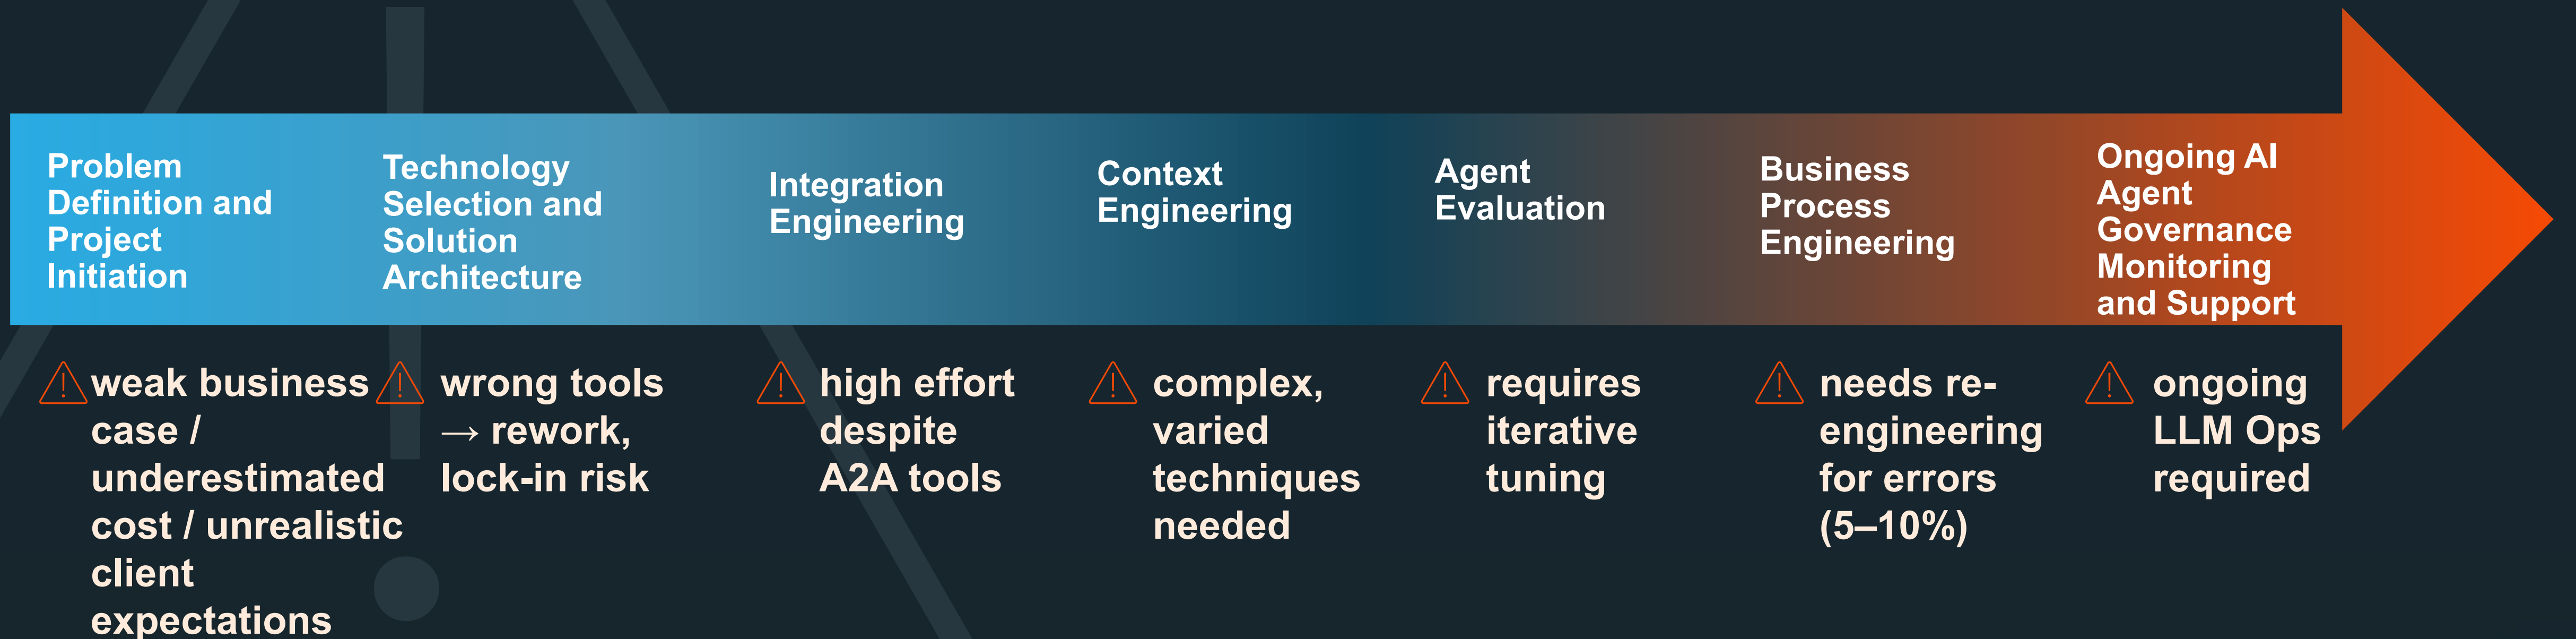 Problem
Definition and
Project
Initiation
Technology
Selection and
Solution
Architecture
Integration
Engineering
Context
Engineering
Agent
Evaluation
Business
Process
Engineering
Ongoing AI
Agent
Governance
Monitoring
and Support
weak business
case /
underestimated
cost / unrealistic
client
expectations
wrong tools
→ rework,
lock-in risk
high effort
despite
A2A tools
complex,
varied
techniques
needed
requires
iterative
tuning
needs re-
engineering
for errors
(5–10%)
ongoing
LLM Ops
required